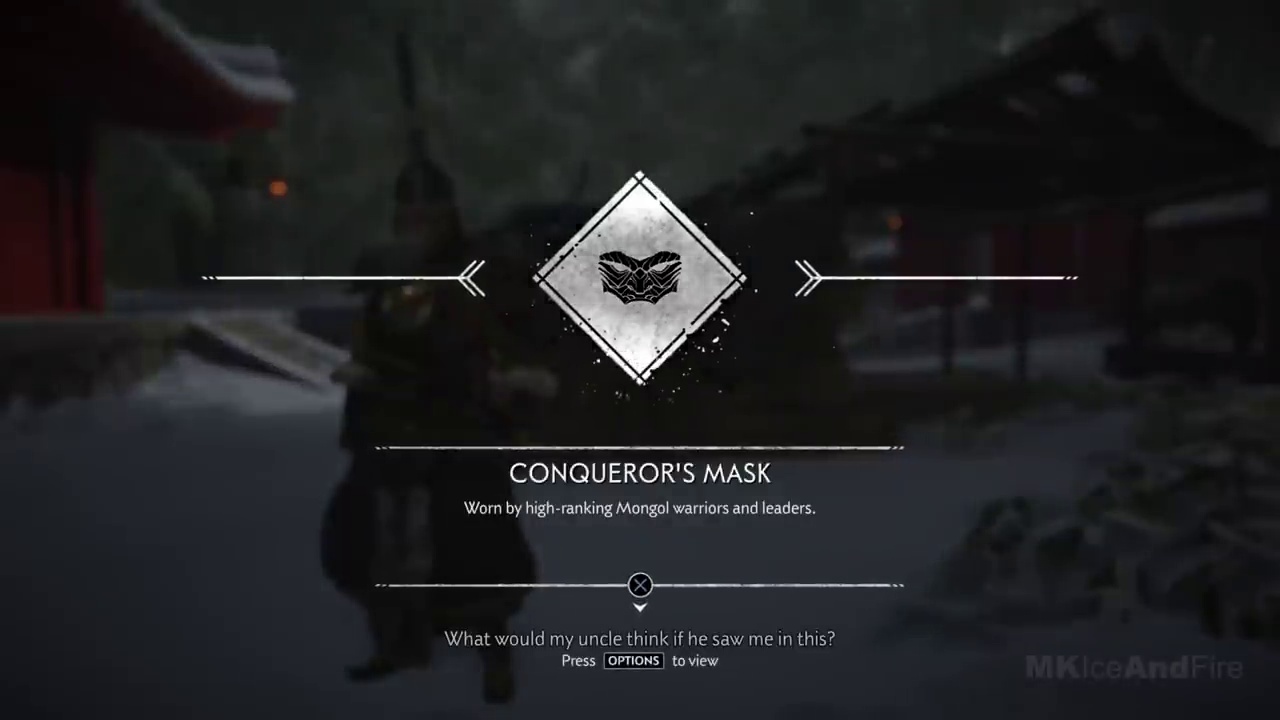 CONQUEROR'S MASK
Worn by high-ranking Mongol warriors and leaders.
What would my uncle think if he saw me in this?
Press OPTIONS to view
MKIceAndFire